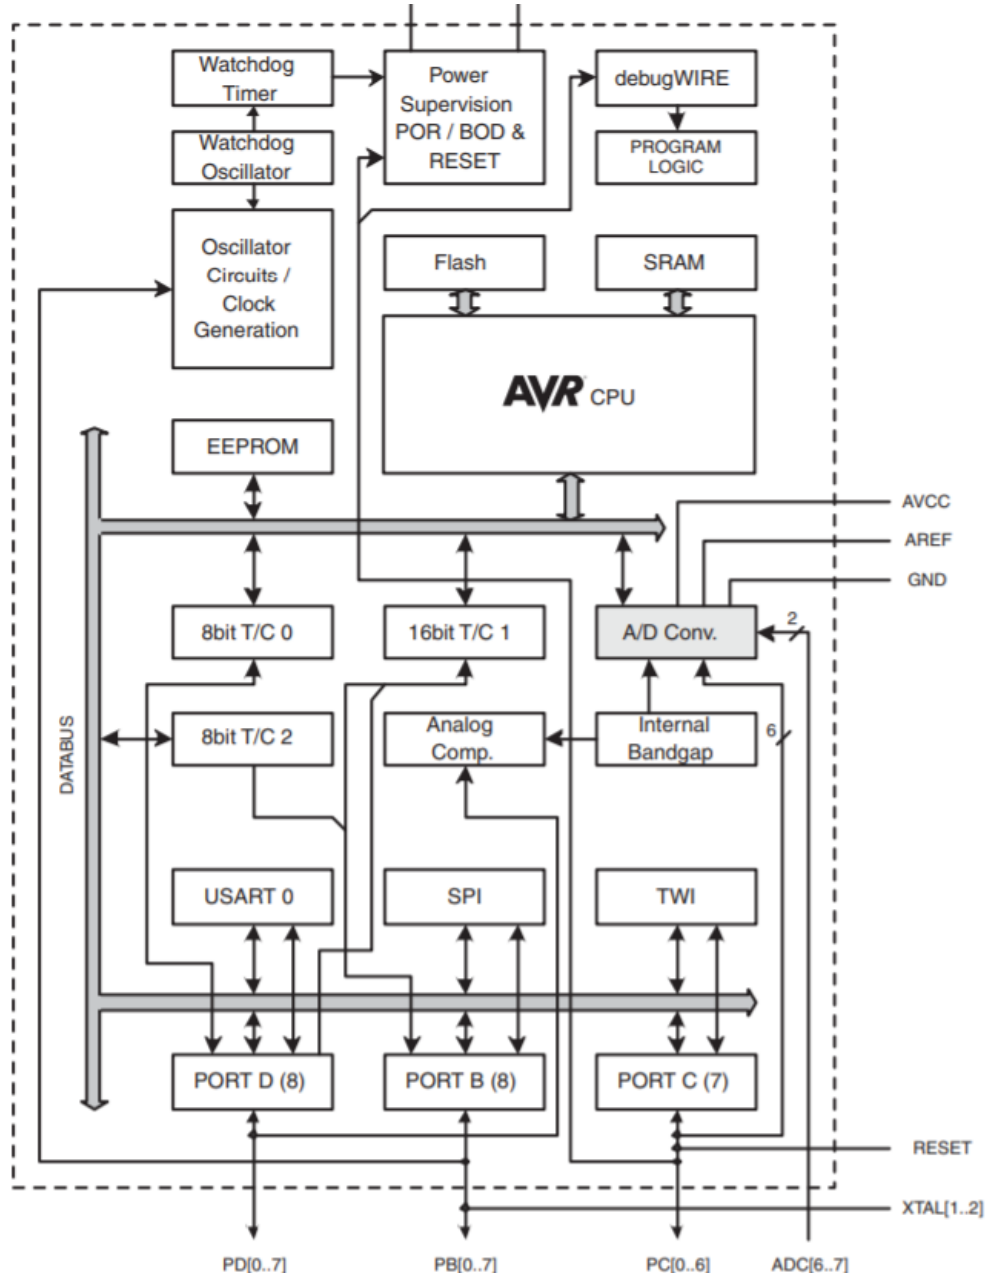 Watchdog
Timer
Power
Supervision
POR / BOD &
RESET
debugWIRE
Watchdog
Oscillator
PROGRAM
LOGIC
Oscillator
Circuits /
Clock
Generation
Flash
SRAM
AVR CPU
EEPROM
AVCC
AREF
GND
8bit T/C 0
16bit T/C 1
A/D Conv.
2
DATABUS
8bit T/C 2
Analog
Comp.
Internal
Bandgap
6
USART 0
SPI
TWI
PORT D (8)
PORT B (8)
PORT C (7)
RESET
XTAL[1..2]
PD[0..7]
PB[0..7]
PC[0..6]
ADC[6..7]